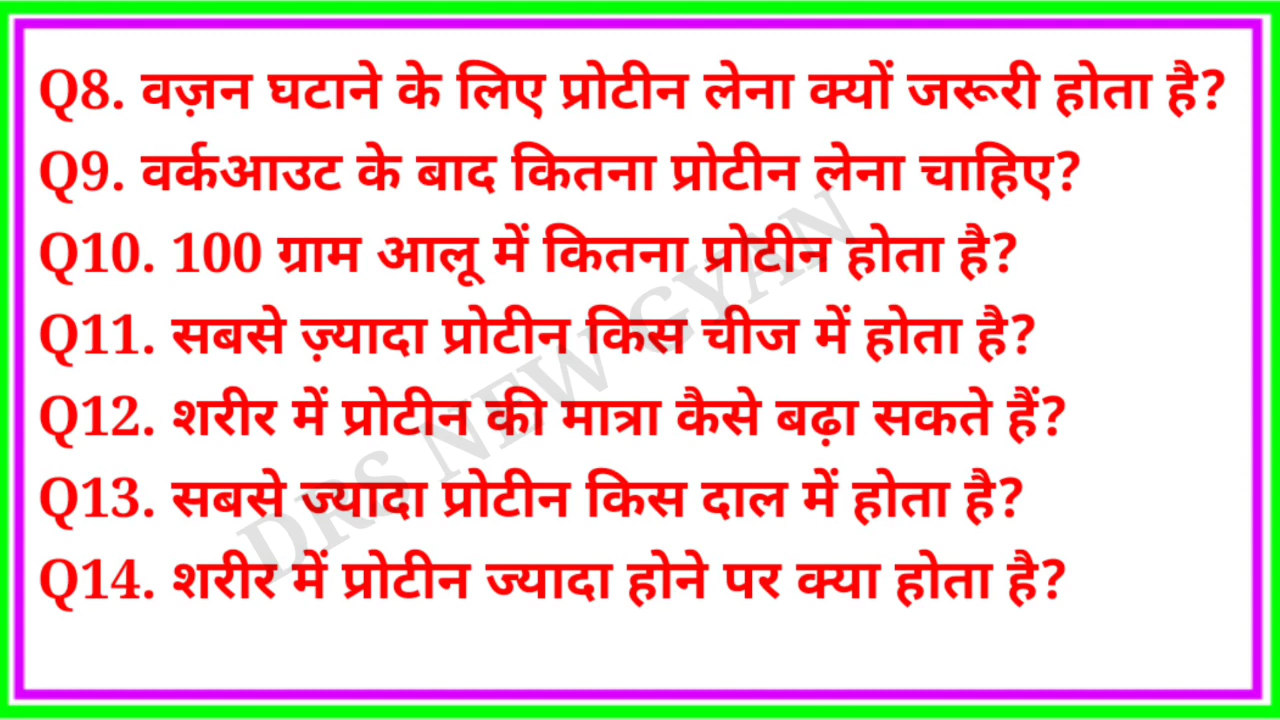 Q8. वज़न घटाने के लिए प्रोटीन लेना क्यों जरूरी होता है?
Q9. वर्कआउट के बाद कितना प्रोटीन लेना चाहिए?
Q10. 100 ग्राम आलू में कितना प्रोटीन होता है?
Q11. सबसे ज़्यादा प्रोटीन किस चीज में होता है?
Q12. शरीर में प्रोटीन की मात्रा कैसे बढ़ा सकते हैं?
Q13. सबसे ज्यादा प्रोटीन किस दाल में होता है?
Q14. शरीर में प्रोटीन ज्यादा होने पर क्या होता है?
DRS NEW GYAN